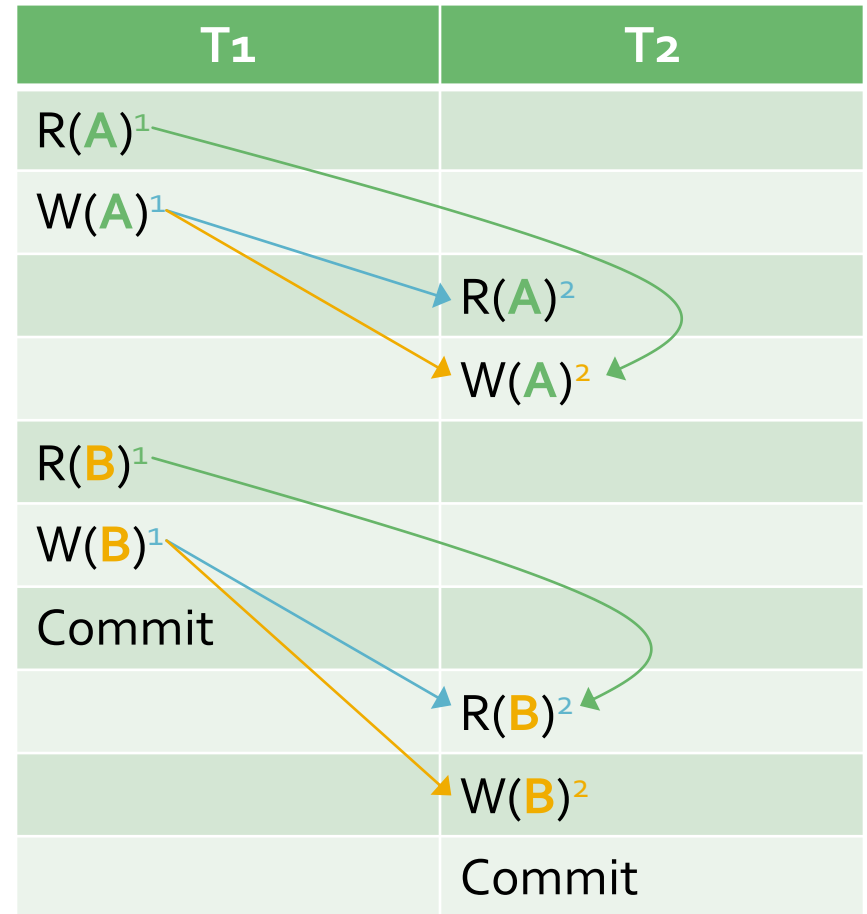 T1 T2
R(A)¹
W(A)¹
R(A)²
W(A)²
R(B)¹
W(B)¹
Commit
R(B)²
W(B)²
Commit